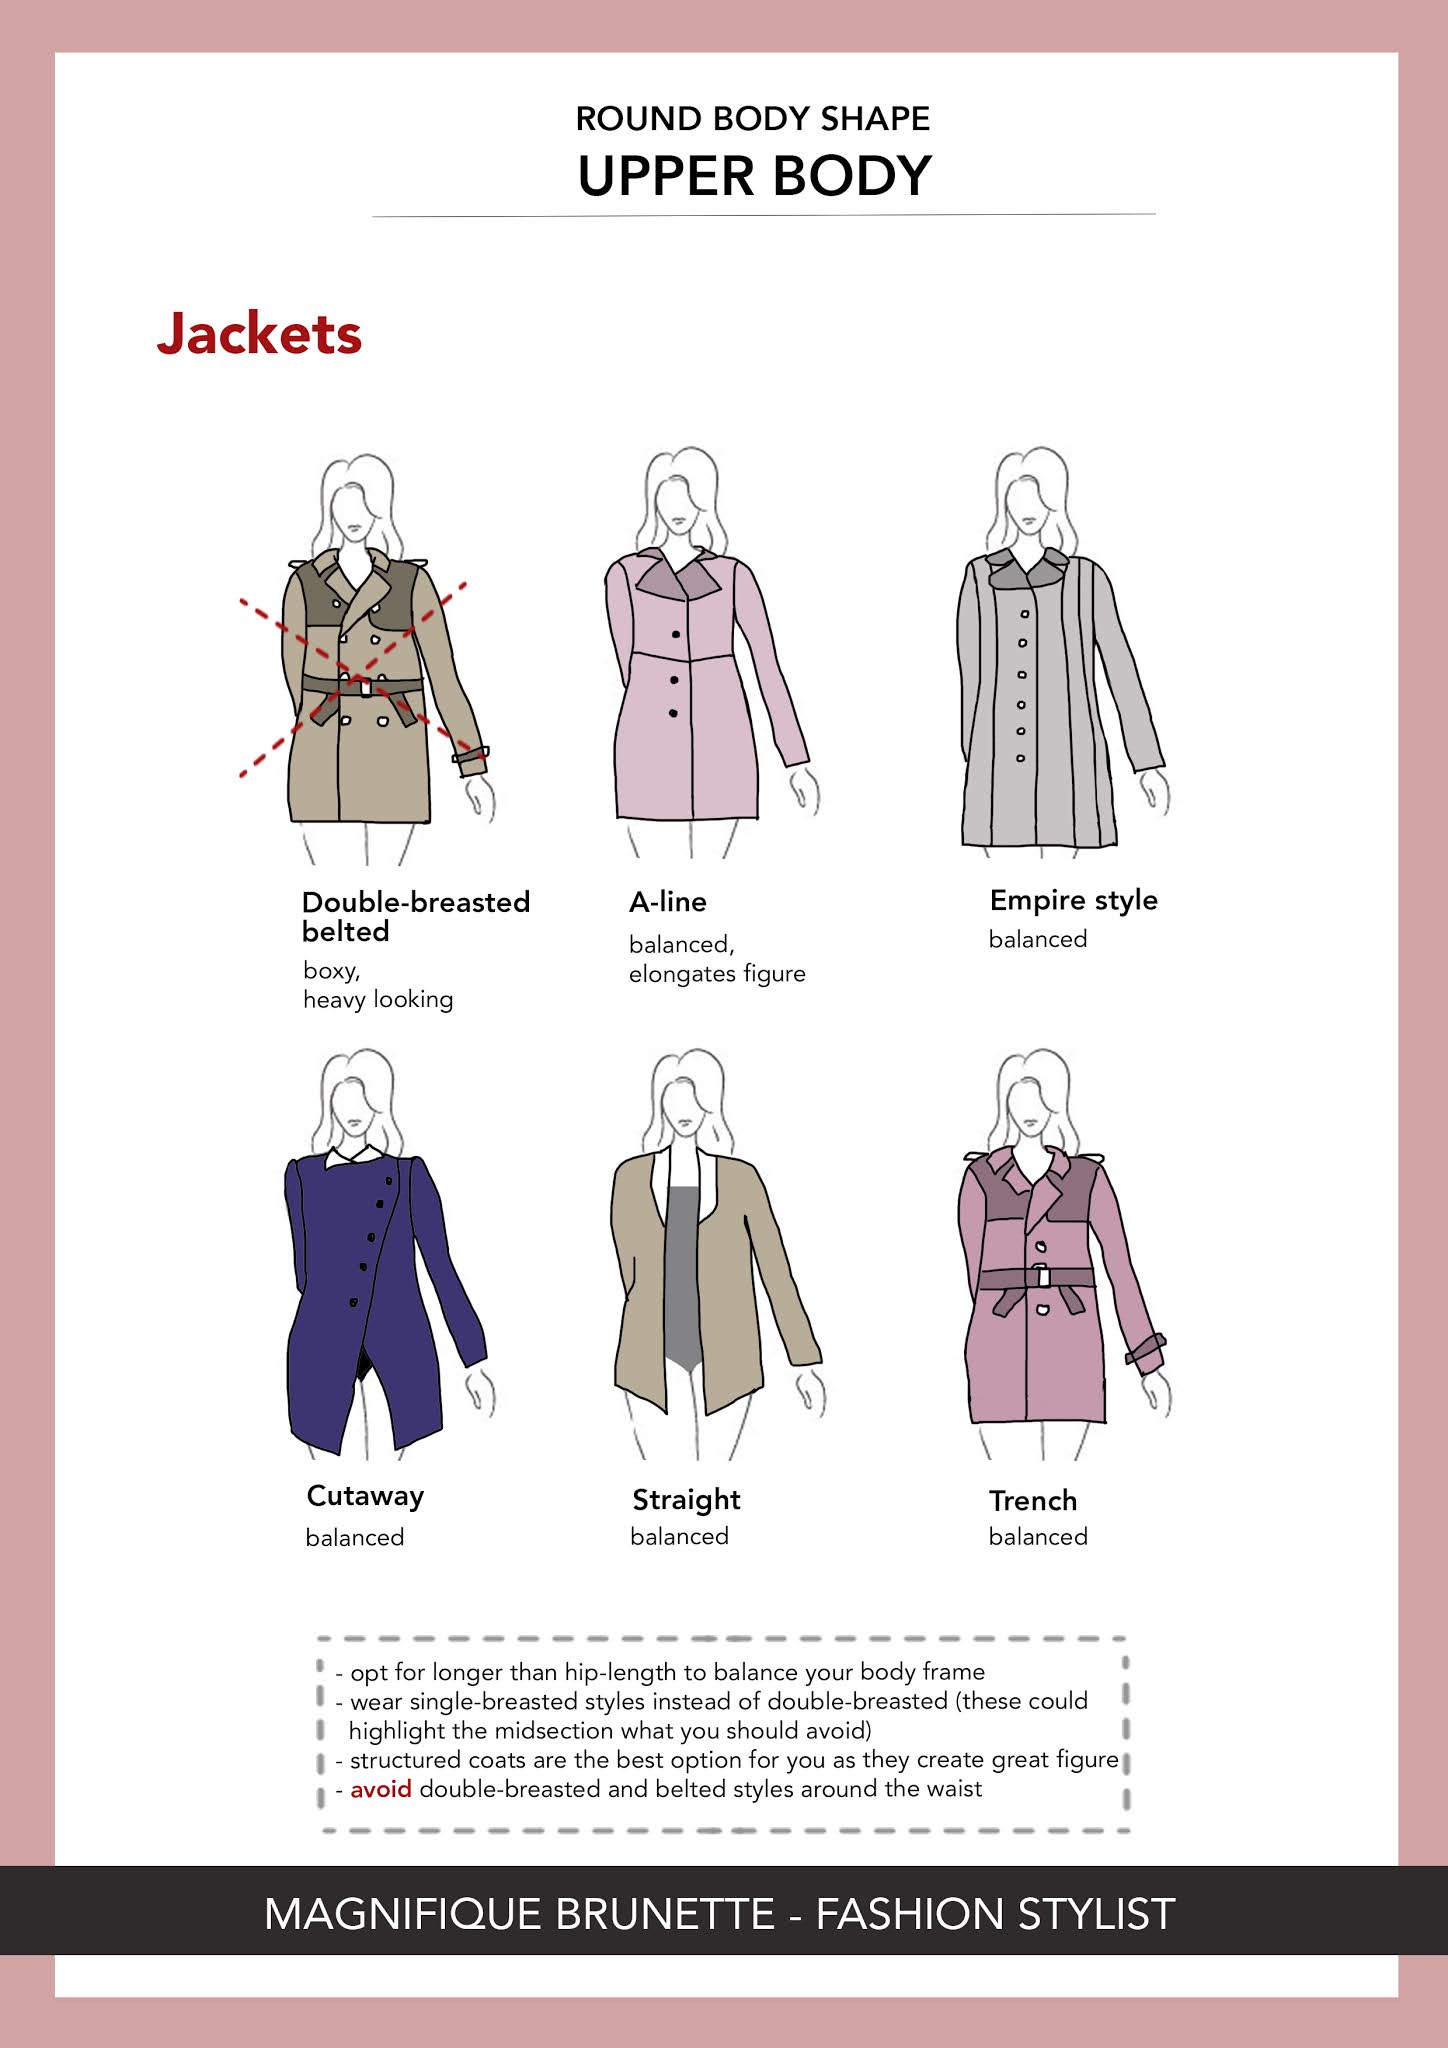 ROUND BODY SHAPE
UPPER BODY
Jackets
Double-breasted
belted
boxy,
heavy looking
A-line
balanced,
elongates figure
Empire style
balanced
Cutaway
balanced
Straight
balanced
Trench
balanced
- opt for longer than hip-length to balance your body frame
- wear single-breasted styles instead of double-breasted (these could
highlight the midsection what you should avoid)
- structured coats are the best option for you as they create great figure
- avoid double-breasted and belted styles around the waist
MAGNIFIQUE BRUNETTE - FASHION STYLIST